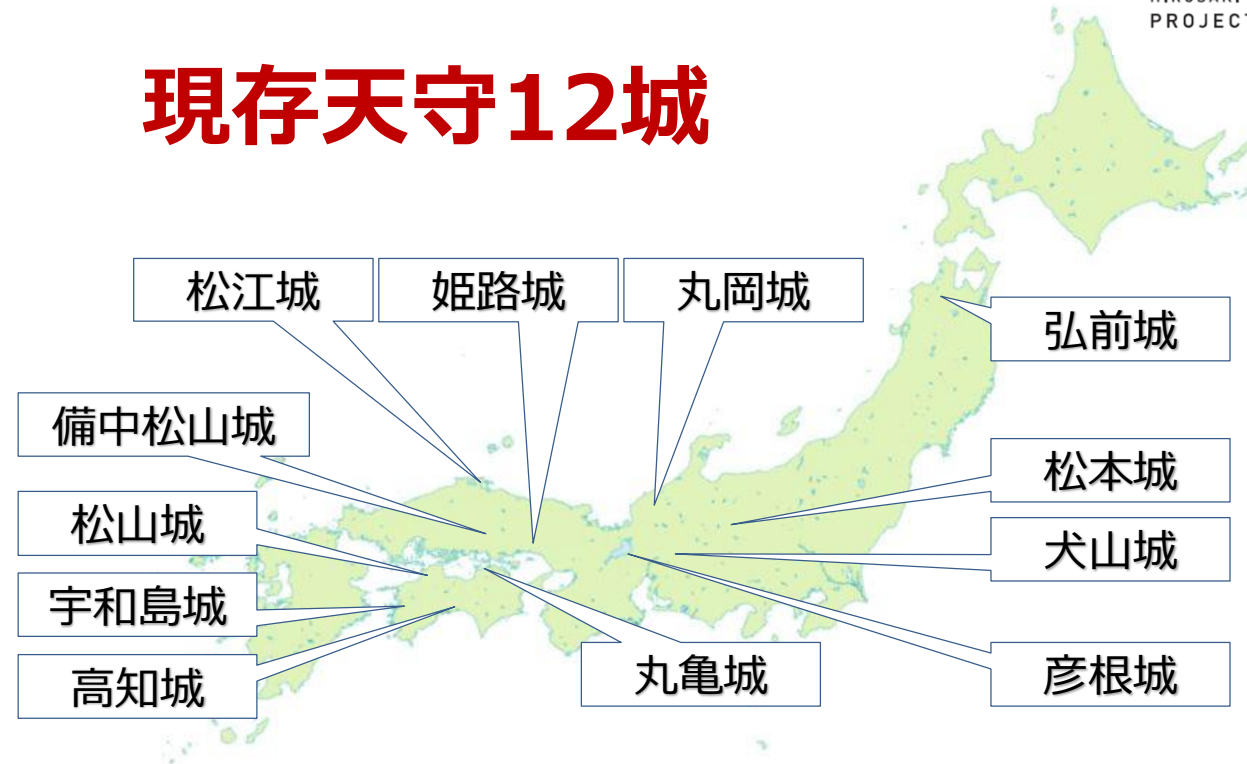 PROJECT
現存天守12城
松江城
姫路城
丸岡城
弘前城
備中松山城
松本城
松山城
犬山城
宇和島城
丸亀城
高知城
彦根城